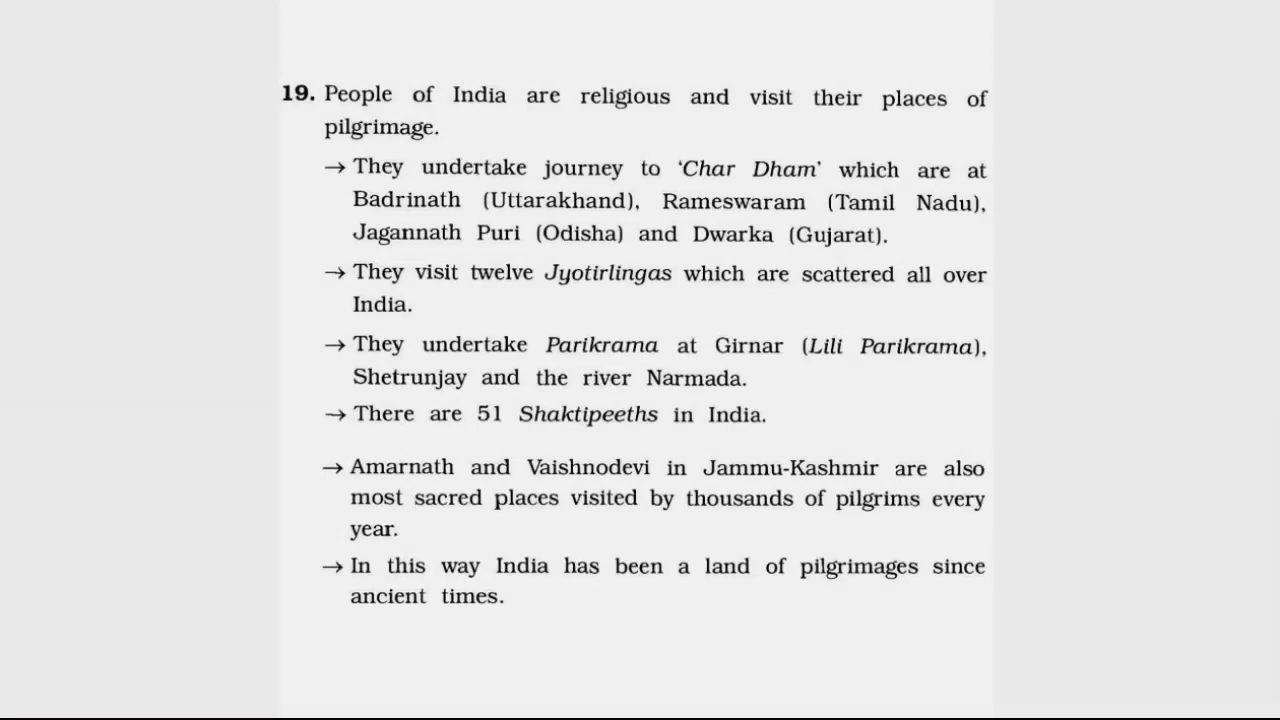 19. People of India are religious and visit their places of
pilgrimage.
→ They undertake journey to ‘Char Dham’ which are at
Badrinath (Uttarakhand), Rameswaram (Tamil Nadu),
Jagannath Puri (Odisha) and Dwarka (Gujarat).
→ They visit twelve Jyotirlingas which are scattered all over
India.
→ They undertake Parikrama at Girnar (Lili Parikrama),
Shetrunjay and the river Narmada.
→ There are 51 Shaktipeeths in India.
→ Amarnath and Vaishnodevi in Jammu-Kashmir are also
most sacred places visited by thousands of pilgrims every
year.
→ In this way India has been a land of pilgrimages since
ancient times.